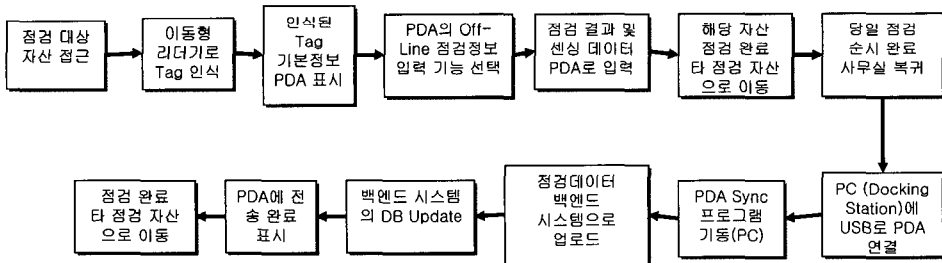 점검 대상
자산 접근
이동형
리더기로
Tag 인식
인식된
Tag
기본정보
PDA 표시
PDA의 Off-
Line 점검정보
입력 기능 선택
점검 결과 및
센싱 데이터
PDA로 입력
해당 자산
점검 완료
타 점검 자산
으로 이동
당일 점검
순시 완료
사무실 복귀
PC (Docking
Station)에
USB로 PDA
연결
PDA Sync
프로그램
기동(PC)
점검데이터
백엔드
시스템으로
업로드
백엔드 시스템
의 DB Update
PDA에 전
송 완료
표시
점검 완료
타 점검 자산
으로 이동